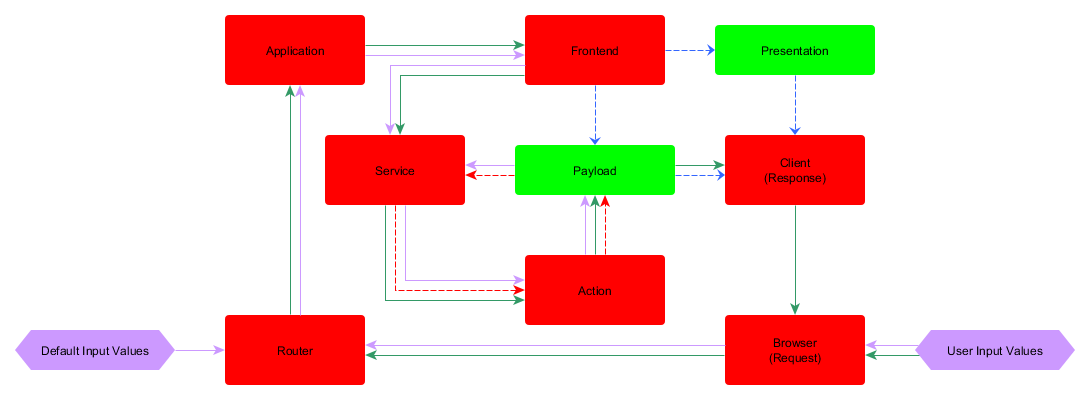 Application
Frontend
Presentation
Service
Payload
Client
(Response)
Action
Default Input Values
Router
Browser
(Request)
User Input Values